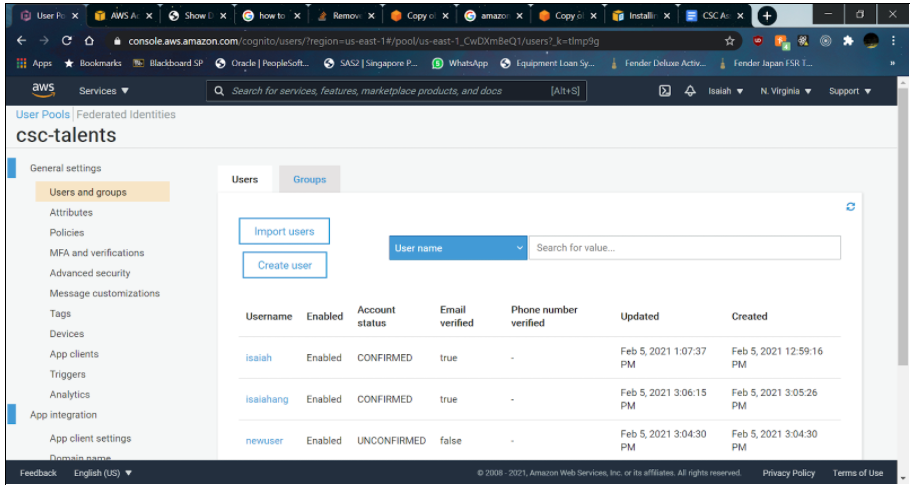 User Po
AWS Ac
Show D
how to
Remov
Copy of
amazon
Copy of
Installin
CSC As
console.aws.amazon.com/cognito/users/?region=us-east-1#/pool/us-east-1_CwDXmBeQ1/users?_k=tlmp9g
Apps Bookmarks Blackboard SP Oracle | PeopleSoft... SAS2 | Singapore P... WhatsApp Equipment Loan Sy... Fender Deluxe Activ... Fender Japan FSR T... »
aws Services Search for services, features, marketplace products, and docs [Alt+S] Isaiah N. Virginia Support
User Pools | Federated Identities
csc-talents
General settings
Users and groups
Attributes
Policies
MFA and verifications
Advanced security
Message customizations
Tags
Devices
App clients
Triggers
Analytics
App integration
App client settings
Domain name
Users Groups
Import users
Create user
User name Search for value...
Username Enabled Account status Email verified Phone number verified Updated Created
isaiah Enabled CONFIRMED true - Feb 5, 2021 1:07:37 PM Feb 5, 2021 12:59:16 PM
isaiahang Enabled CONFIRMED true - Feb 5, 2021 3:06:15 PM Feb 5, 2021 3:05:26 PM
newuser Enabled UNCONFIRMED false - Feb 5, 2021 3:04:30 PM Feb 5, 2021 3:04:30 PM
Feedback English (US) © 2008 - 2021, Amazon Web Services, Inc. or its affiliates. All rights reserved. Privacy Policy Terms of Use